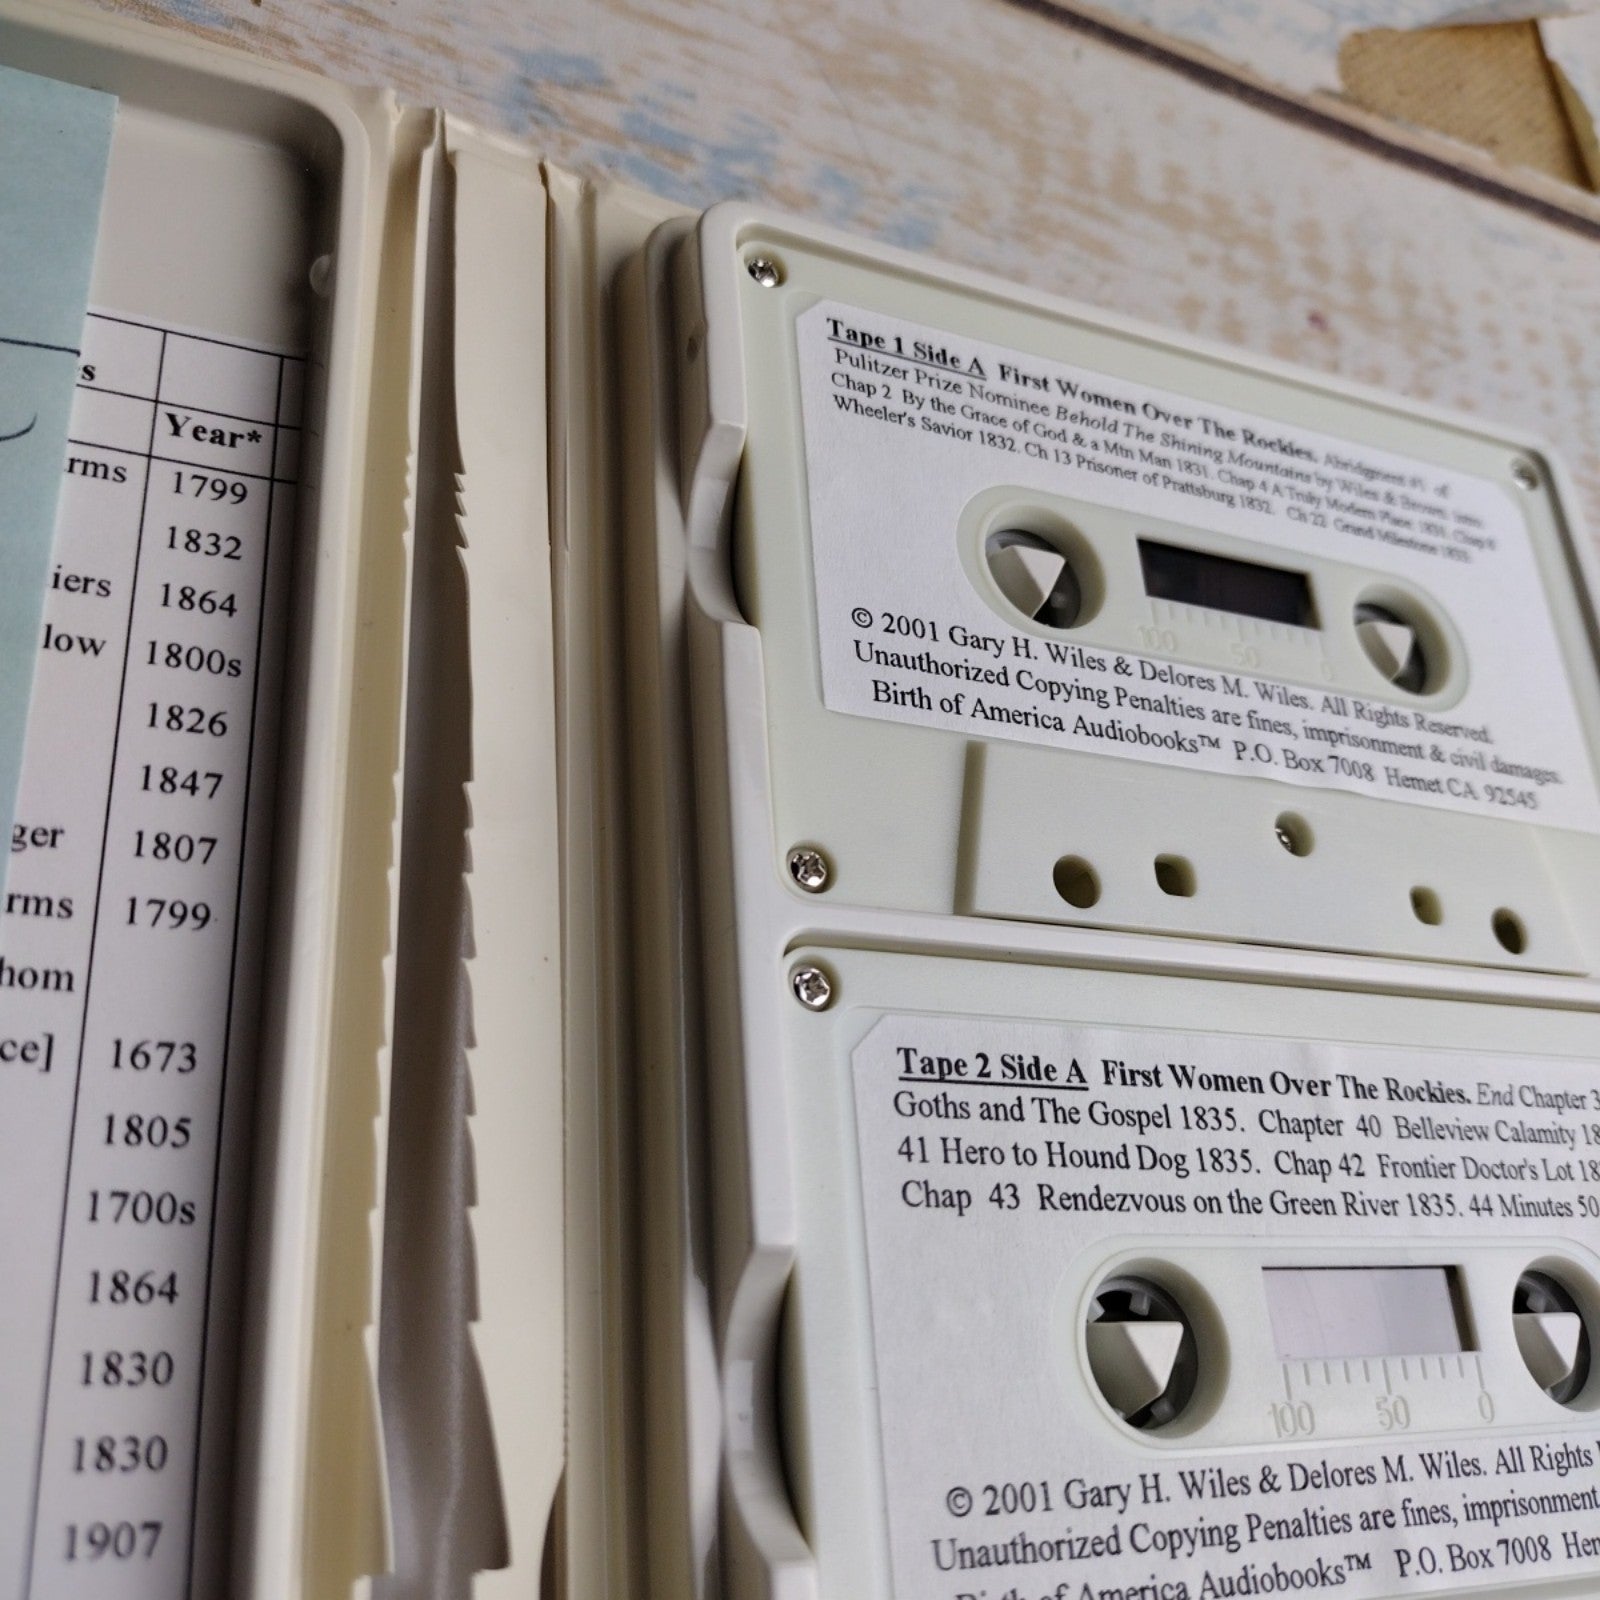 s
Year*
rms 1799
1832
iers 1864
low 1800s
1826
1847
ger 1807
rms 1799
hom
ce] 1673
1805
1700s
1864
1830
1830
1907
Tape 1 Side A First Women Over The Rockies. Abridgment #1 of
Pulitzer Prize Nominee Behold The Shining Mountains by Wiles & Brown. Intro.
Chap 2 By the Grace of God & a Mtn Man 1831. Chap 4 A Truly Modern Place 1831. Chap 6
Wheeler's Savior 1832. Ch 13 Prisoner of Prattsburg 1832. Ch 22 Grand Milestone 1833.
100 50 0
© 2001 Gary H. Wiles & Delores M. Wiles. All Rights Reserved.
Unauthorized Copying Penalties are fines, imprisonment & civil damages.
Birth of America Audiobooks™ P.O. Box 7008 Hemet CA 92545
Tape 2 Side A First Women Over The Rockies. End Chapter 3
Goths and The Gospel 1835. Chapter 40 Belleview Calamity 18
41 Hero to Hound Dog 1835. Chap 42 Frontier Doctor's Lot 18
Chap 43 Rendezvous on the Green River 1835. 44 Minutes 50
100 50 0
© 2001 Gary H. Wiles & Delores M. Wiles. All Rights
Unauthorized Copying Penalties are fines, imprisonment
Birth of America Audiobooks™ P.O. Box 7008 Hem